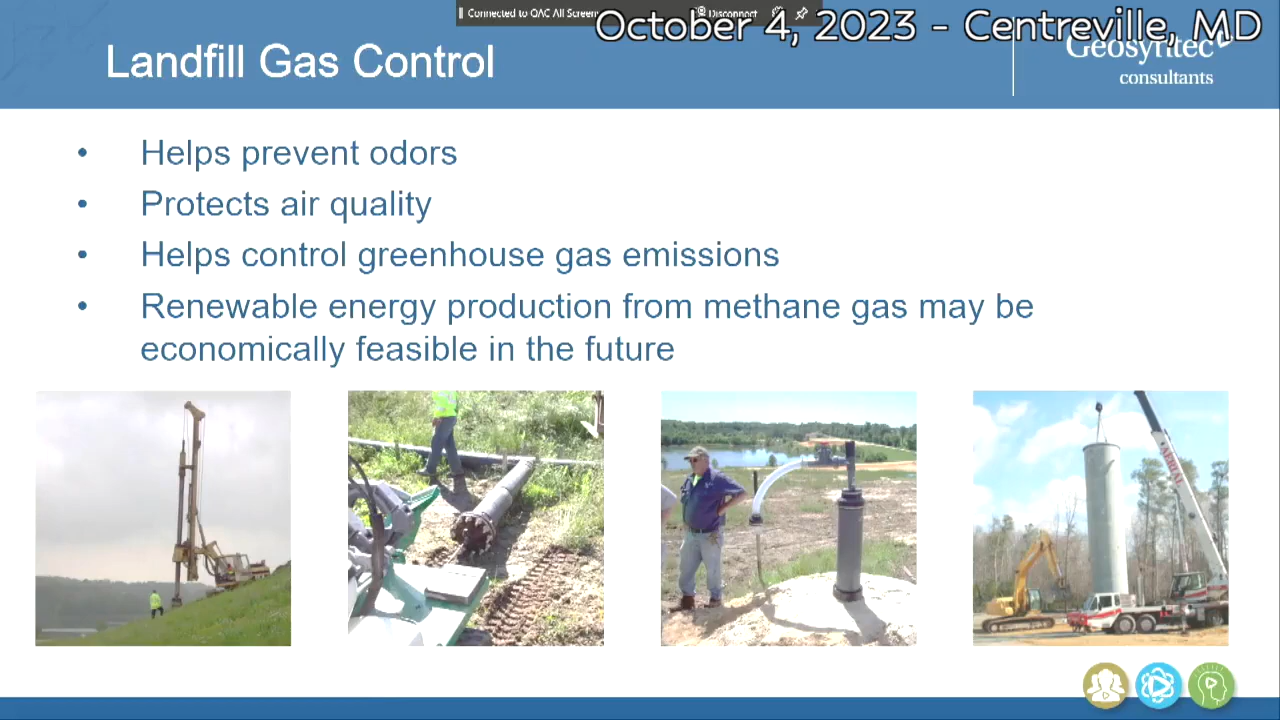 Connected to QAC All Screens
Disconnect
October 4, 2023 - Centreville, MD
Landfill Gas Control
Geosyntec
consultants
• Helps prevent odors
• Protects air quality
• Helps control greenhouse gas emissions
• Renewable energy production from methane gas may be
economically feasible in the future